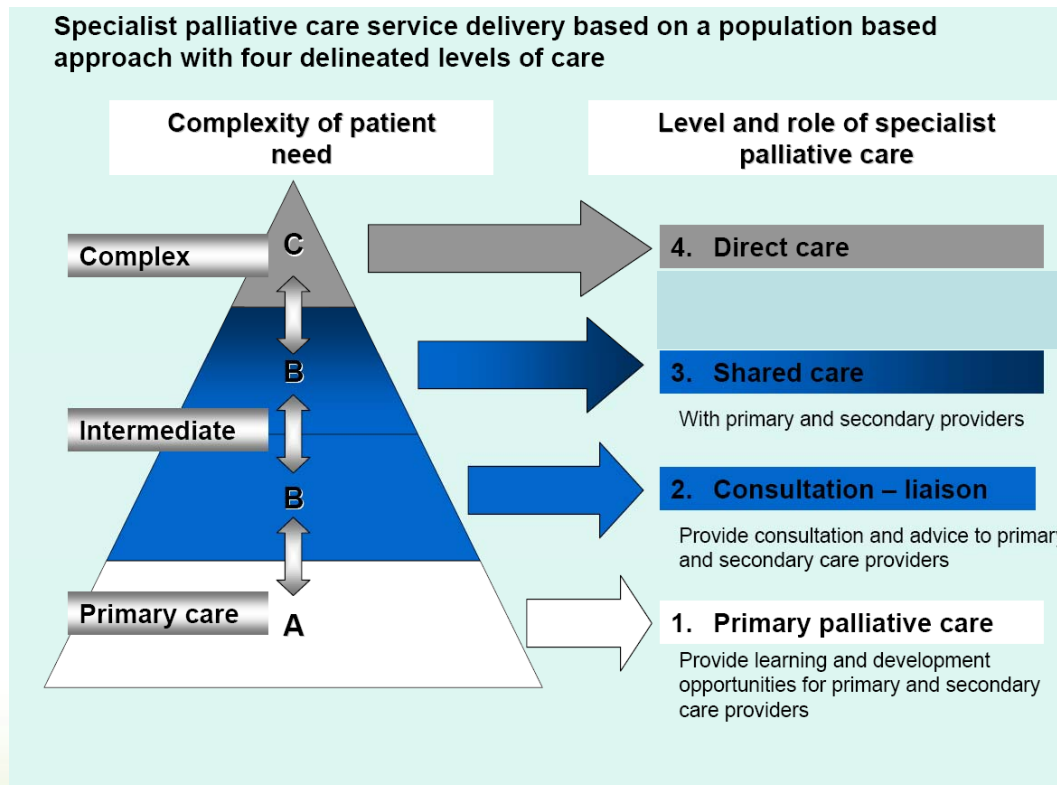 Specialist palliative care service delivery based on a population based
approach with four delineated levels of care
Complexity of patient
need
Level and role of specialist
palliative care
Complex
C
4. Direct care
B
3. Shared care
With primary and secondary providers
Intermediate
B
2. Consultation – liaison
Provide consultation and advice to primary
and secondary care providers
Primary care
A
1. Primary palliative care
Provide learning and development
opportunities for primary and secondary
care providers